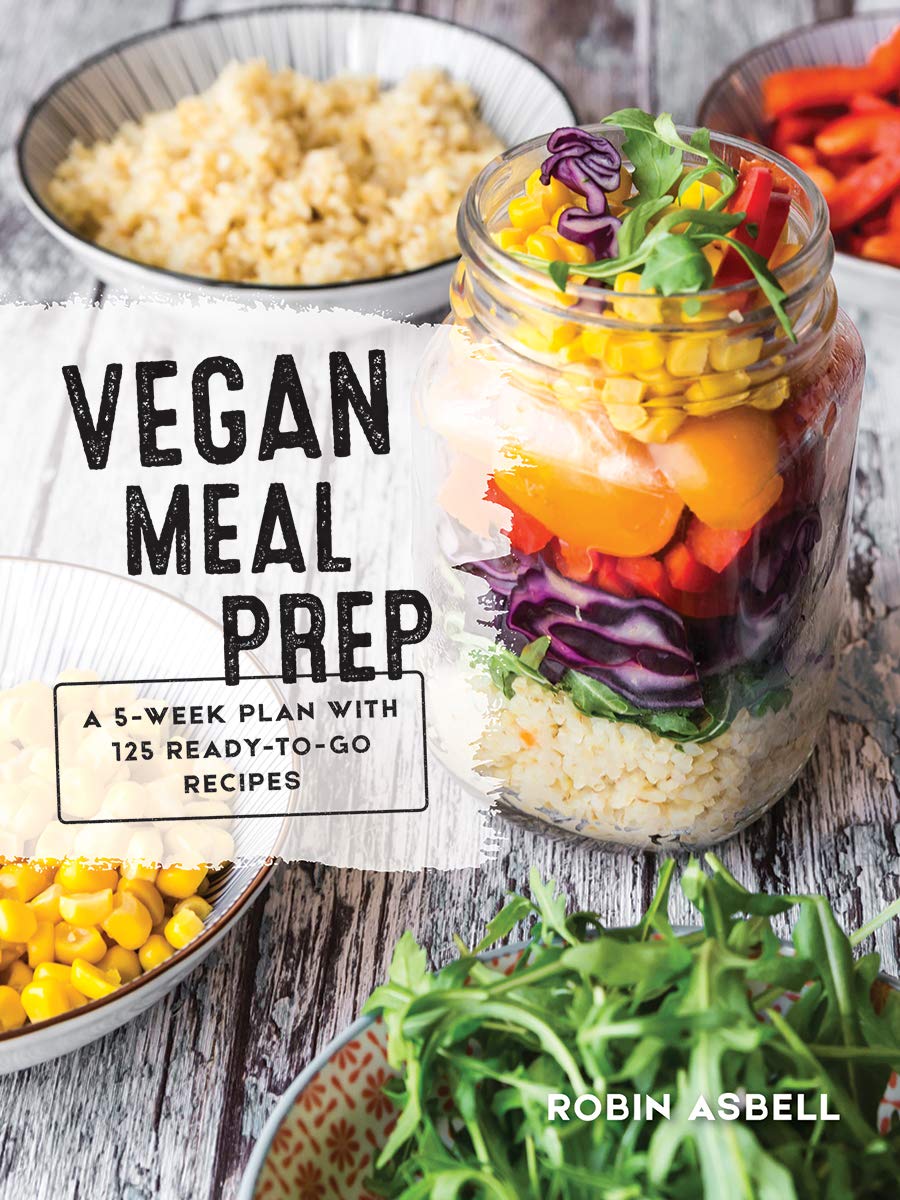 VEGAN
MEAL
PREP
A 5-WEEK PLAN WITH
125 READY-TO-GO
RECIPES
ROBIN ASBELL